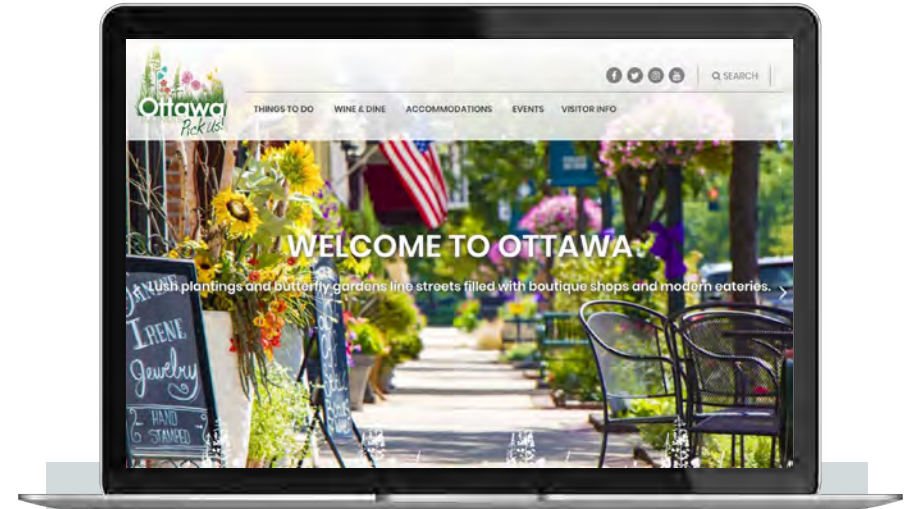 SEARCH
Ottawa
Pick Us!
THINGS TO DO WINE & DINE ACCOMMODATIONS EVENTS VISITOR INFO
WELCOME TO OTTAWA
Lush plantings and butterfly gardens line streets filled with boutique shops and modern eateries.
IRENE
Jewelry
HAND
STAMPED